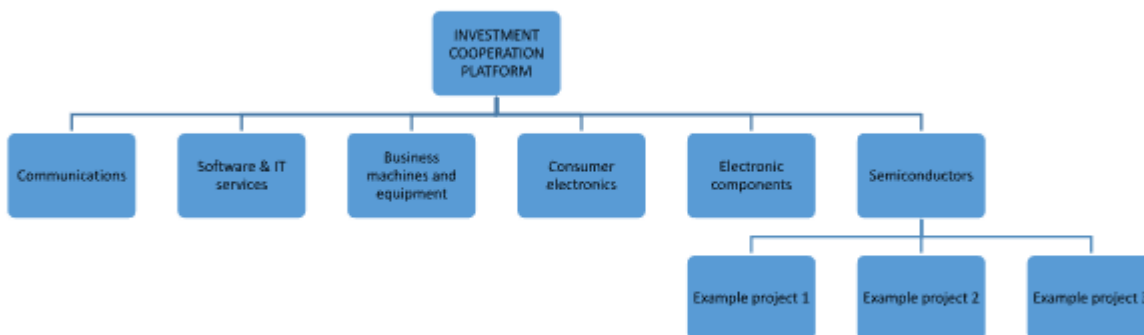 INVESTMENT
COOPERATION
PLATFORM
Communications
Software & IT
services
Business
machines and
equipment
Consumer
electronics
Electronic
components
Semiconductors
Example project 1
Example project 2
Example project